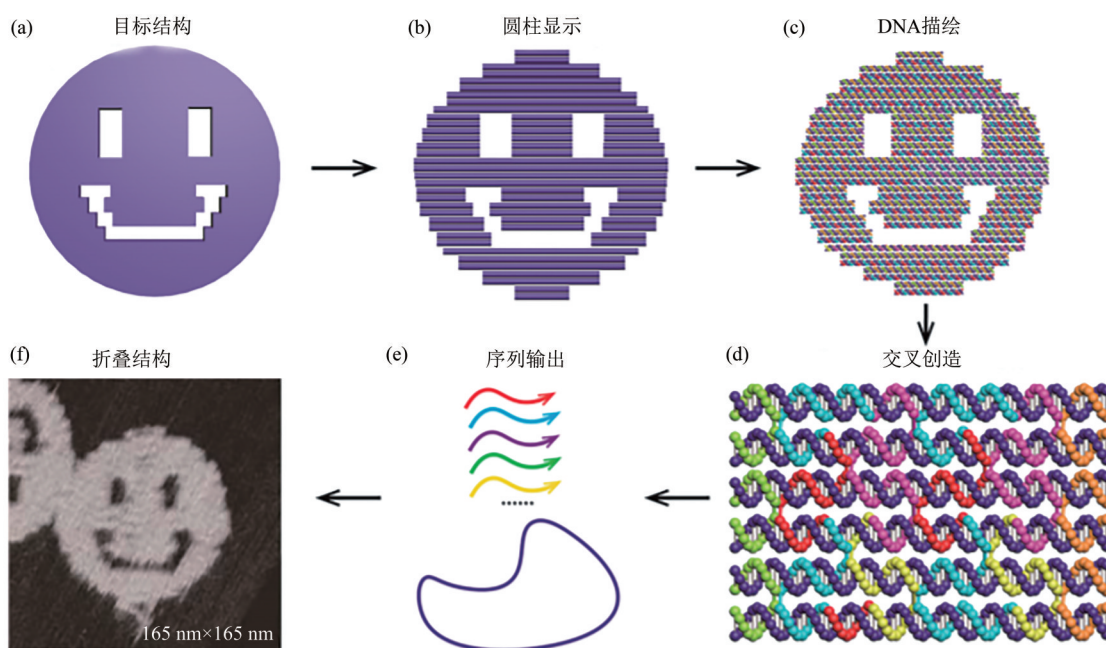 (a) 目标结构
(b) 圆柱显示
(c) DNA描绘
(f) 折叠结构
(e) 序列输出
(d) 交叉创造
165 nm×165 nm